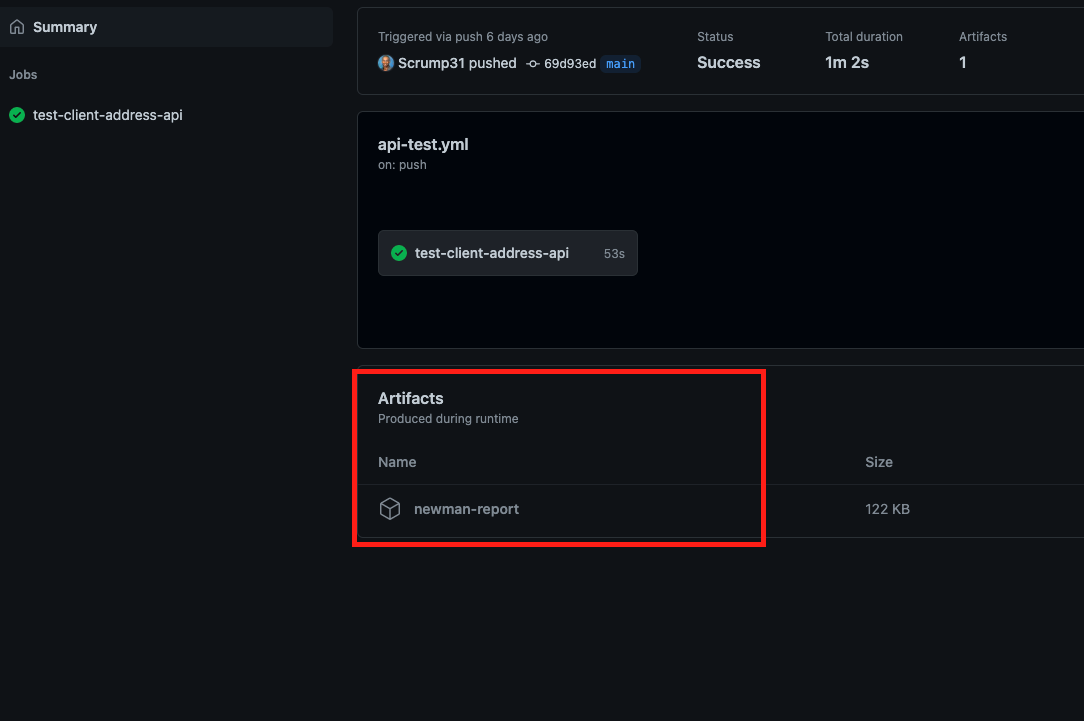 Summary
Jobs
test-client-address-api
Triggered via push 6 days ago
Scrump31 pushed 69d93ed main
Status
Success
Total duration
1m 2s
Artifacts
1
api-test.yml
on: push
test-client-address-api 53s
Artifacts
Produced during runtime
Name Size
newman-report 122 KB